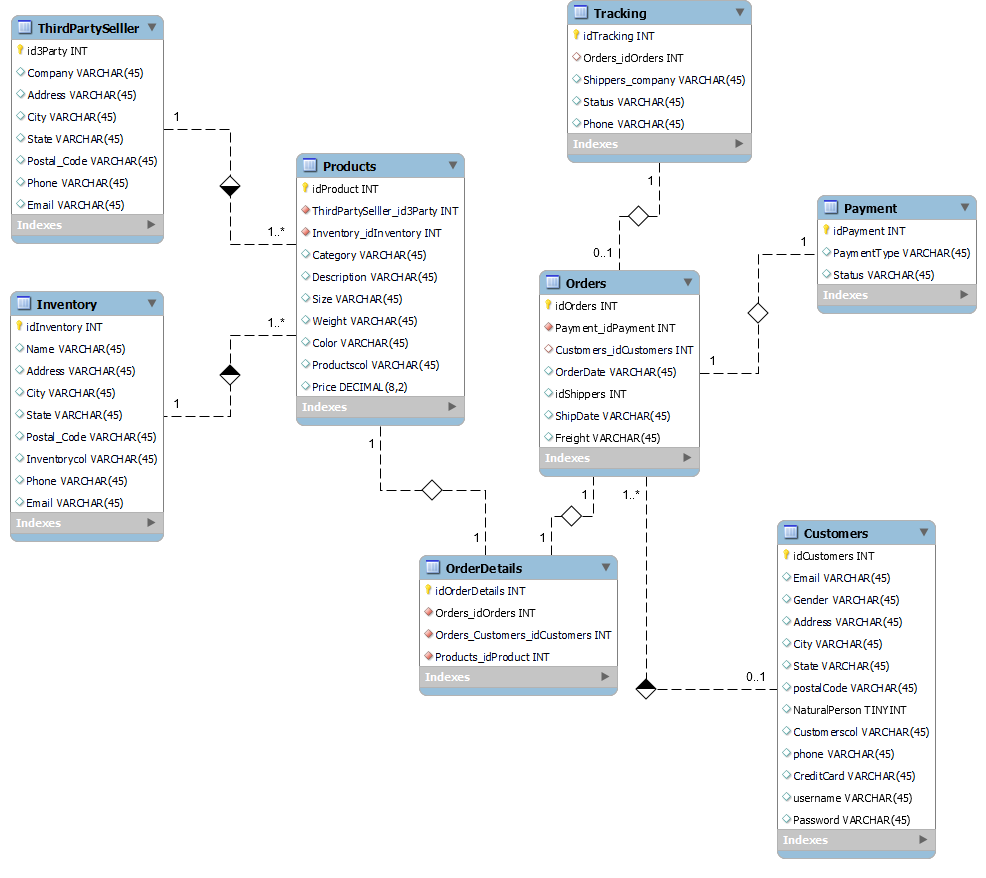 ThirdPartySelller
id3Party INT
Company VARCHAR(45)
Address VARCHAR(45)
City VARCHAR(45)
State VARCHAR(45)
Postal_Code VARCHAR(45)
Phone VARCHAR(45)
Email VARCHAR(45)
Indexes
1
1..*
Inventory
idInventory INT
Name VARCHAR(45)
Address VARCHAR(45)
City VARCHAR(45)
State VARCHAR(45)
Postal_Code VARCHAR(45)
Inventorycol VARCHAR(45)
Phone VARCHAR(45)
Email VARCHAR(45)
Indexes
1
1..*
Products
idProduct INT
ThirdPartySelller_id3Party INT
Inventory_idInventory INT
Category VARCHAR(45)
Description VARCHAR(45)
Size VARCHAR(45)
Weight VARCHAR(45)
Color VARCHAR(45)
Productscol VARCHAR(45)
Price DECIMAL(8,2)
Indexes
1
1
Tracking
idTracking INT
Orders_idOrders INT
Shippers_company VARCHAR(45)
Status VARCHAR(45)
Phone VARCHAR(45)
Indexes
1
0..1
Payment
idPayment INT
PaymentType VARCHAR(45)
Status VARCHAR(45)
Indexes
1
1
Orders
idOrders INT
Payment_idPayment INT
Customers_idCustomers INT
OrderDate VARCHAR(45)
idShippers INT
ShipDate VARCHAR(45)
Freight VARCHAR(45)
Indexes
1
1
1..*
0..1
OrderDetails
idOrderDetails INT
Orders_idOrders INT
Orders_Customers_idCustomers INT
Products_idProduct INT
Indexes
Customers
idCustomers INT
Email VARCHAR(45)
Gender VARCHAR(45)
Address VARCHAR(45)
City VARCHAR(45)
State VARCHAR(45)
postalCode VARCHAR(45)
NaturalPerson TINYINT
Customerscol VARCHAR(45)
phone VARCHAR(45)
CreditCard VARCHAR(45)
username VARCHAR(45)
Password VARCHAR(45)
Indexes